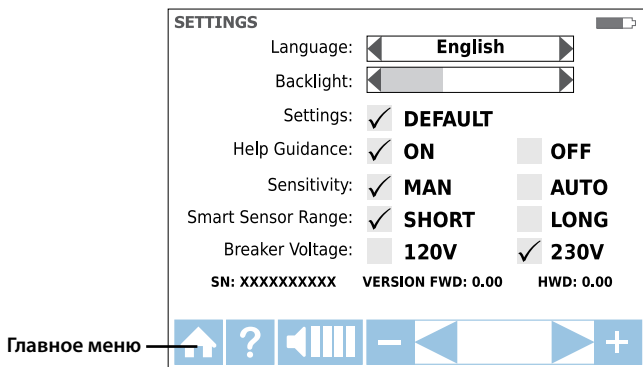 SETTINGS
Language: English
Backlight:
Settings: ✓ DEFAULT
Help Guidance: ✓ ON OFF
Sensitivity: ✓ MAN AUTO
Smart Sensor Range: ✓ SHORT LONG
Breaker Voltage: 120V ✓ 230V
SN: XXXXXXXXXX VERSION FWD: 0.00 HWD: 0.00
Главное меню ? − +